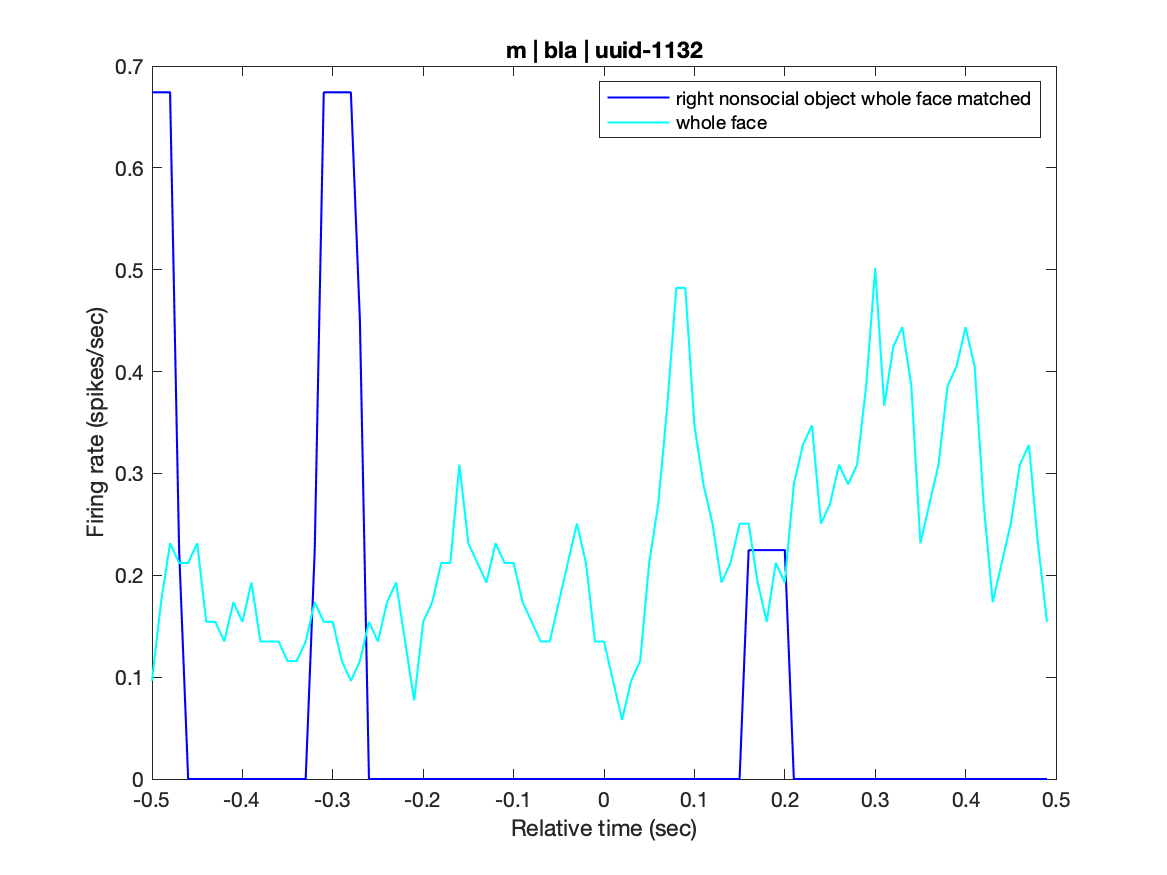 m | bla | uuid-1132
right nonsocial object whole face matched
whole face
Firing rate (spikes/sec)
0.7
0.6
0.5
0.4
0.3
0.2
0.1
0
-0.5 -0.4 -0.3 -0.2 -0.1 0 0.1 0.2 0.3 0.4 0.5
Relative time (sec)